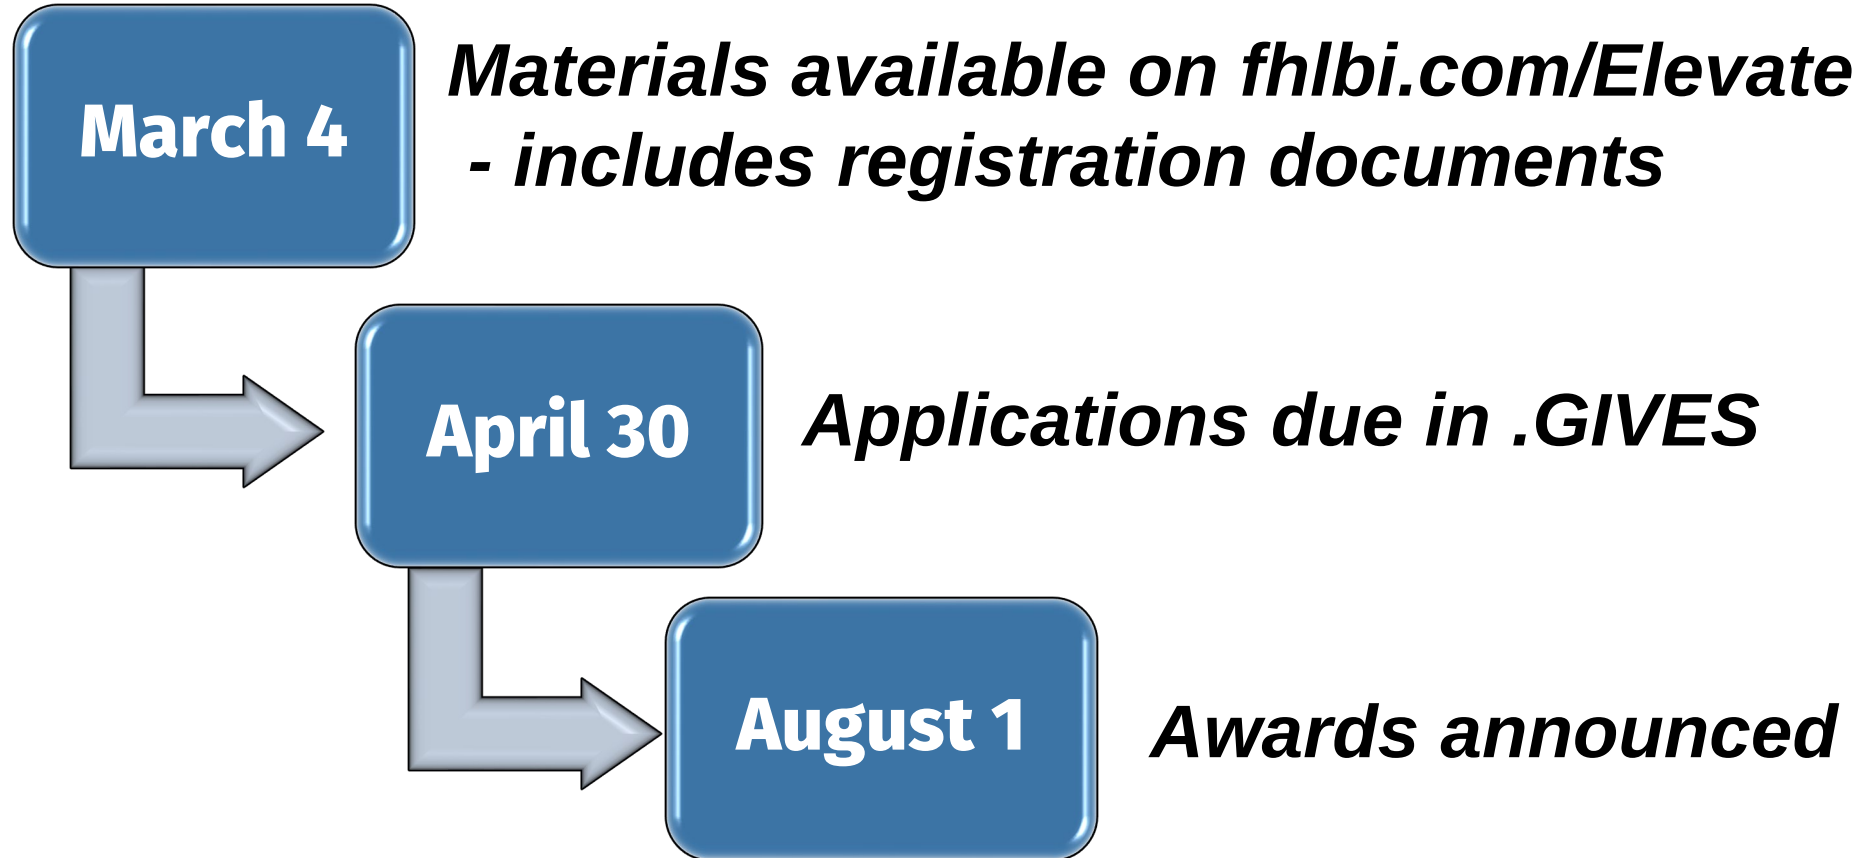 March 4
Materials available on fhlbi.com/Elevate
- includes registration documents
April 30
Applications due in .GIVES
August 1
Awards announced